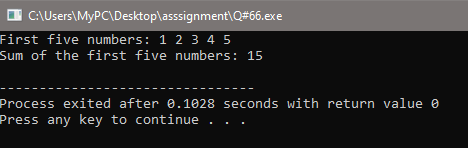 C:\Users\MyPC\Desktop\asssignment\Q#66.exe
First five numbers: 1 2 3 4 5
Sum of the first five numbers: 15
--------------------------------
Process exited after 0.1028 seconds with return value 0
Press any key to continue . . .